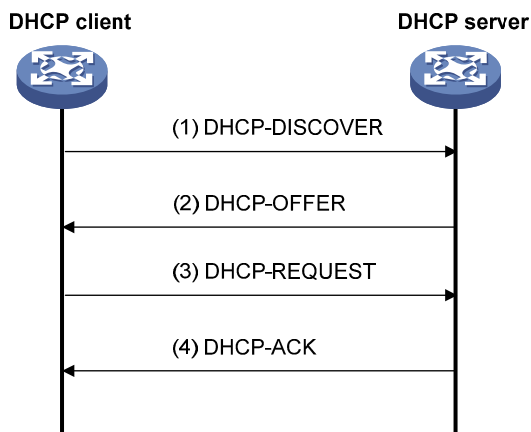 DHCP client
DHCP server
(1) DHCP-DISCOVER
(2) DHCP-OFFER
(3) DHCP-REQUEST
(4) DHCP-ACK